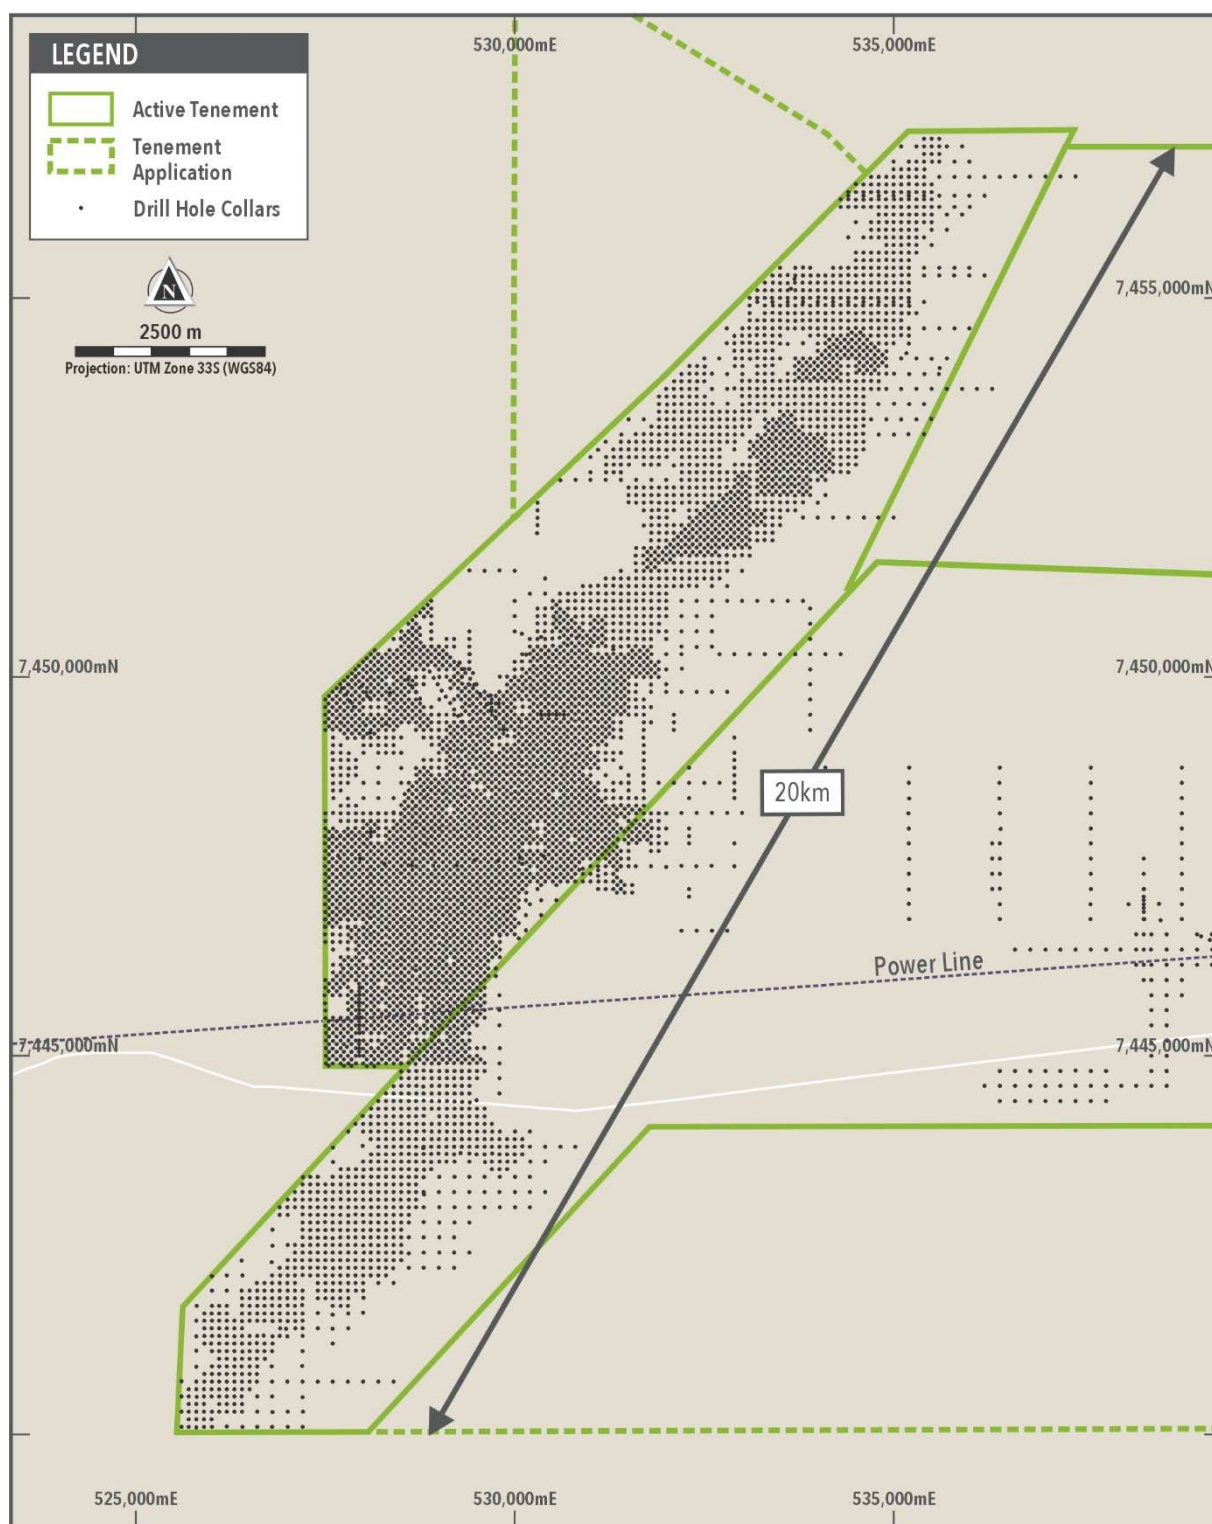 530,000mE
535,000mE
LEGEND
Active Tenement
Tenement
Application
Drill Hole Collars
N
2500 m
Projection: UTM Zone 33S (WGS84)
7,455,000mN
7,450,000mN
7,450,000mN
20km
Power Line
7,445,000mN
7,445,000mN
525,000mE
530,000mE
535,000mE